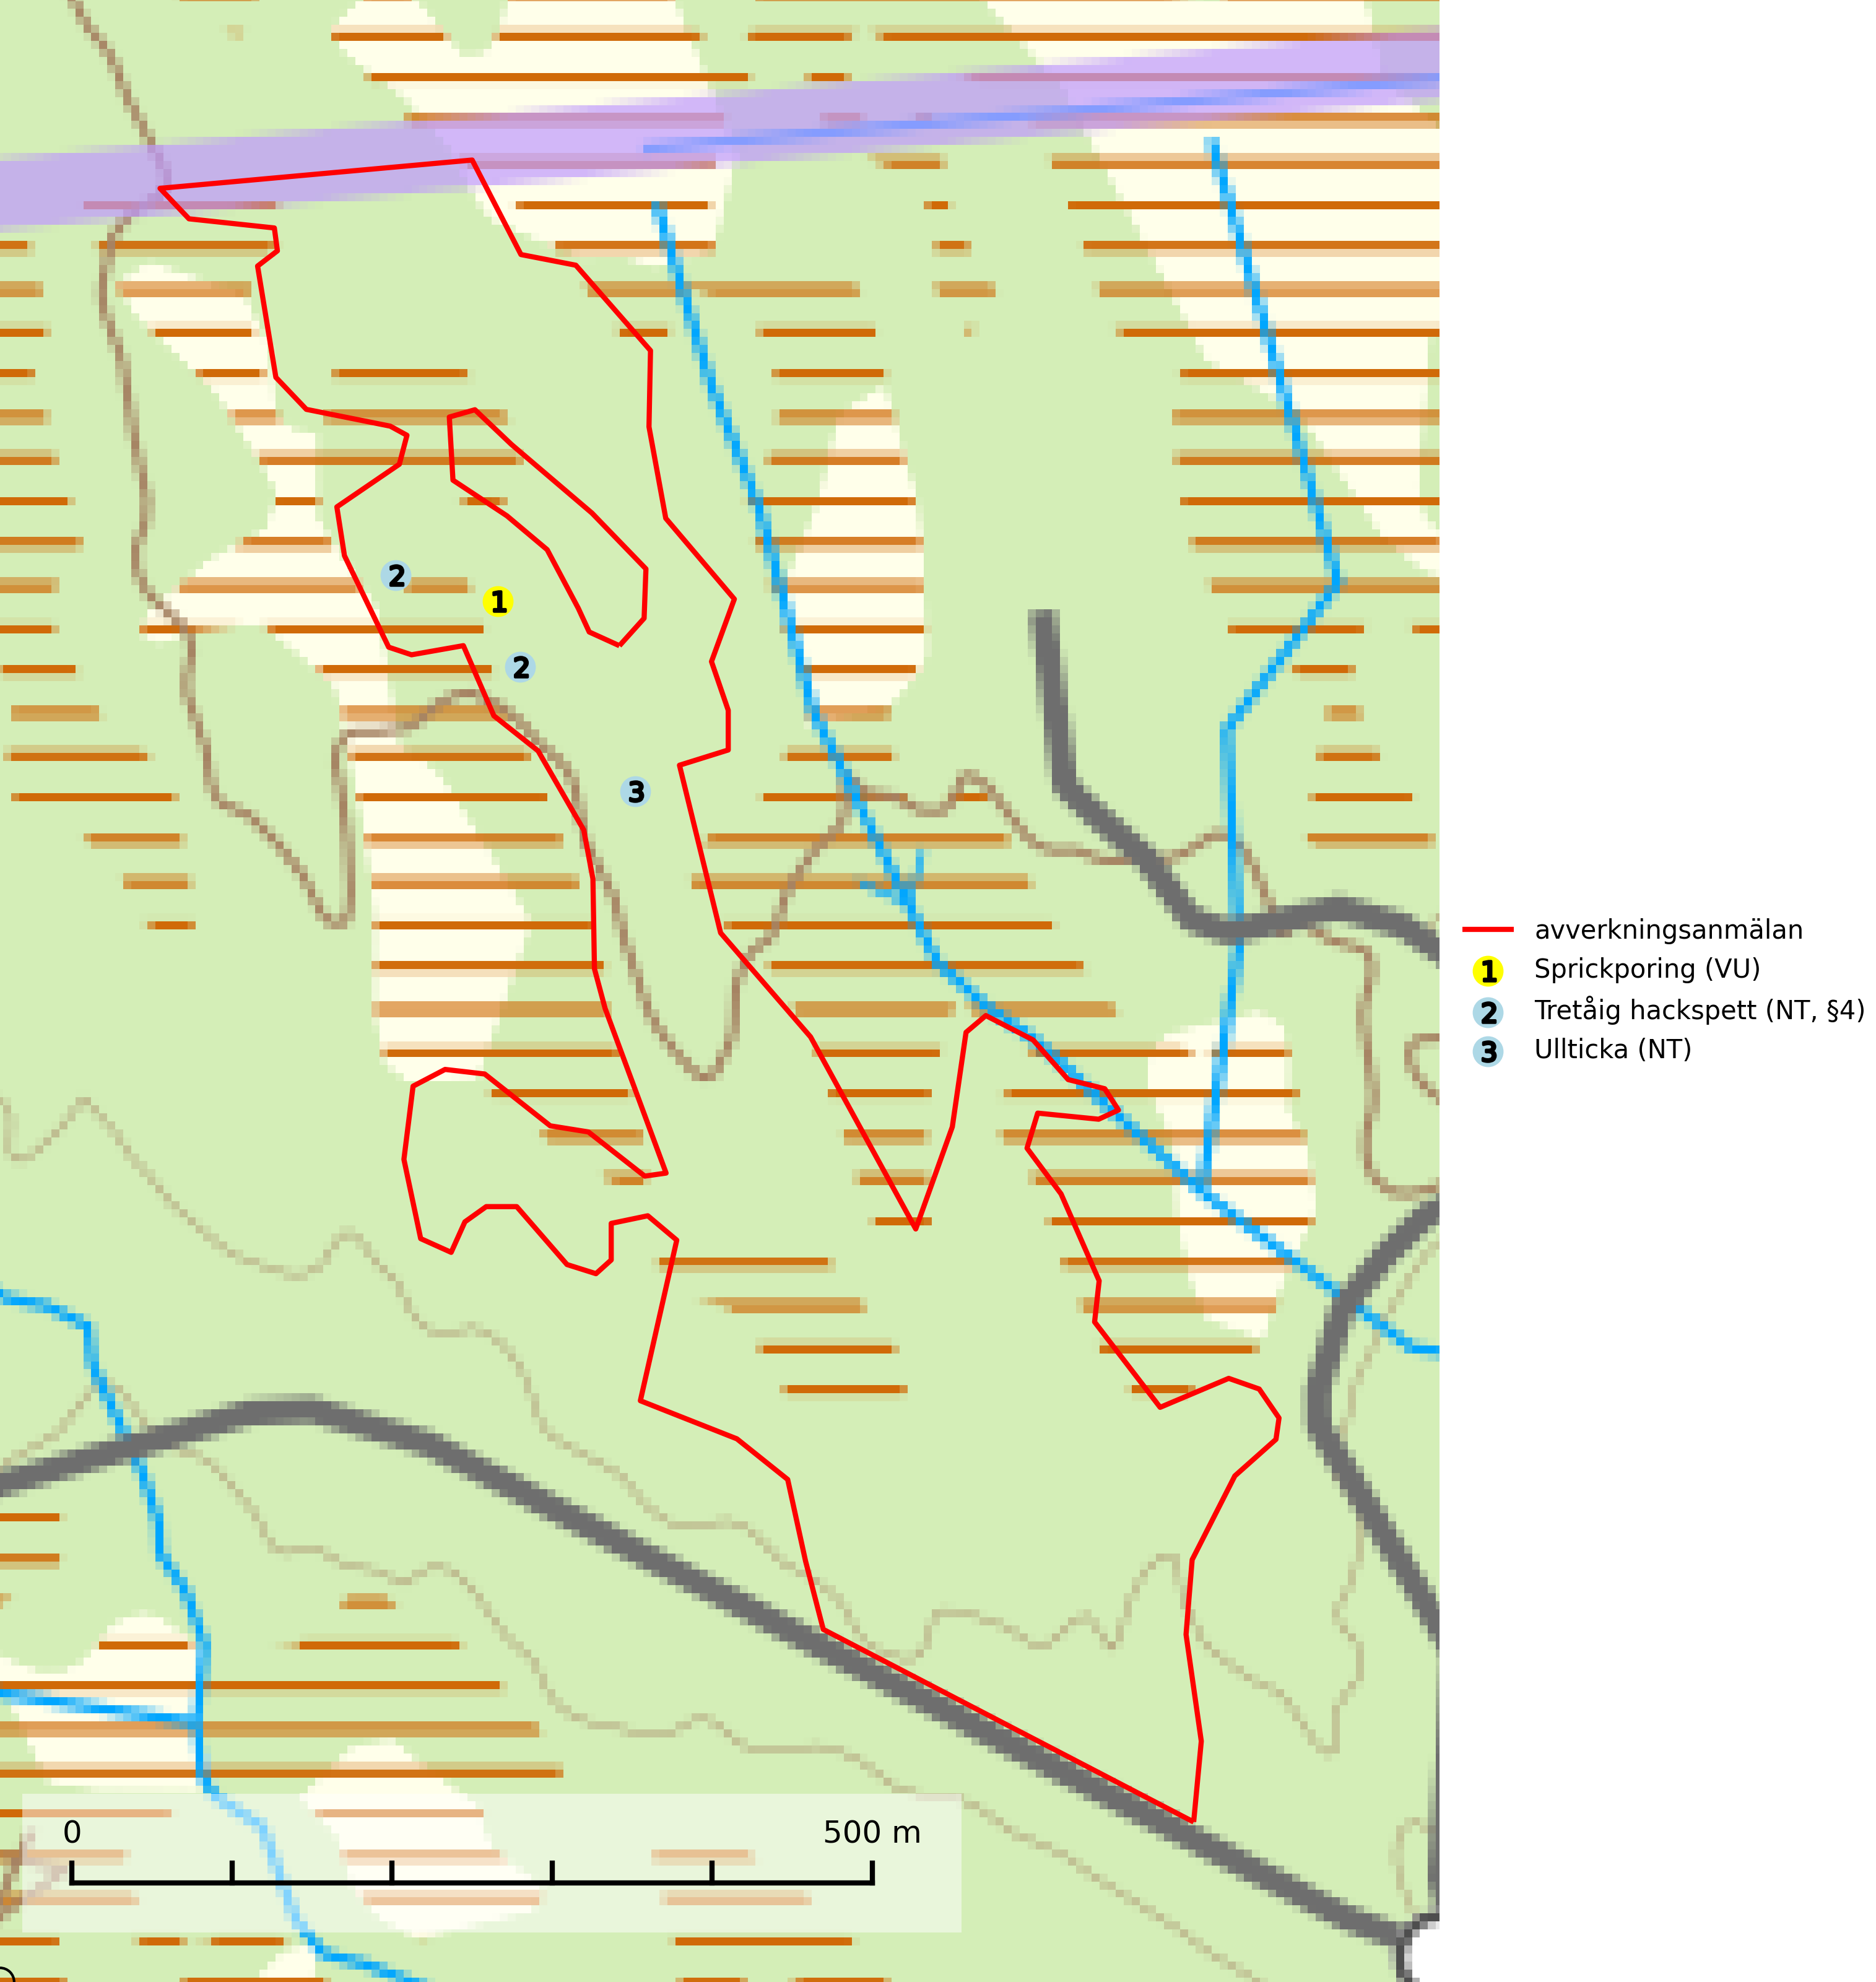 2
1
2
3
avverkningsanmälan
1 Sprickporing (VU)
2 Tretåig hackspett (NT, §4)
3 Ullticka (NT)
0 500 m